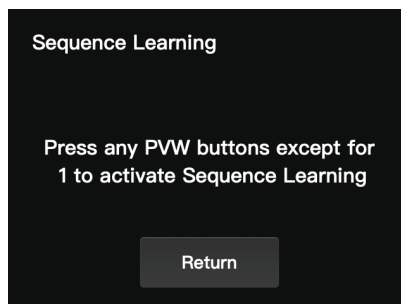 Sequence Learning
Press any PVW buttons except for
1 to activate Sequence Learning
Return